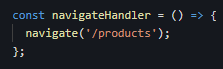 const navigateHandler = () => {
  navigate('/products');
};